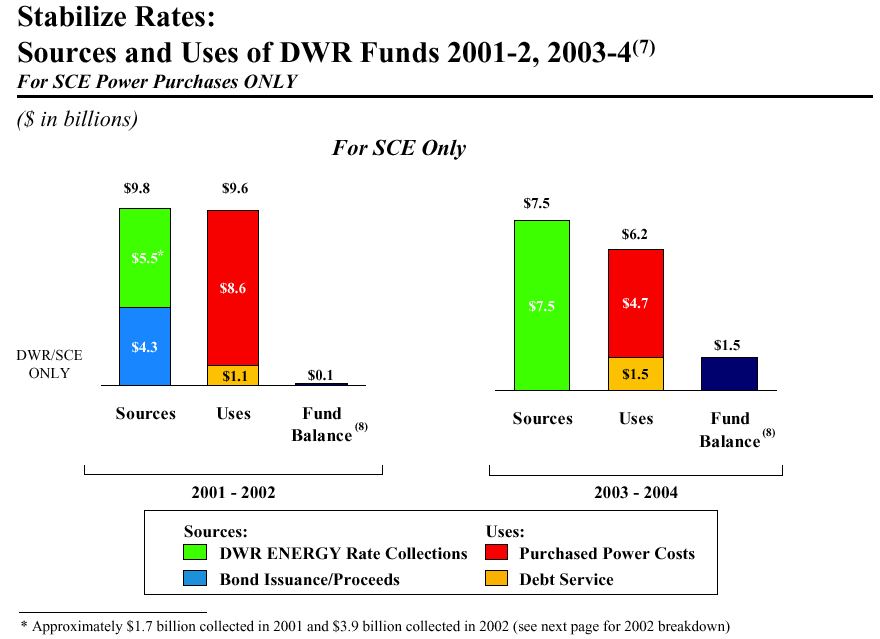 Stabilize Rates:
Sources and Uses of DWR Funds 2001-2, 2003-4(7)
For SCE Power Purchases ONLY
($ in billions)
For SCE Only
$9.8 $9.6
$5.5*
$8.6
$4.3
$1.1
$0.1
DWR/SCE
ONLY
Sources Uses Fund
Balance(8)
2001 - 2002
$7.5
$6.2
$7.5
$4.7
$1.5
$1.5
Sources Uses Fund
Balance(8)
2003 - 2004
Sources: Uses:
DWR ENERGY Rate Collections Purchased Power Costs
Bond Issuance/Proceeds Debt Service
* Approximately $1.7 billion collected in 2001 and $3.9 billion collected in 2002 (see next page for 2002 breakdown)